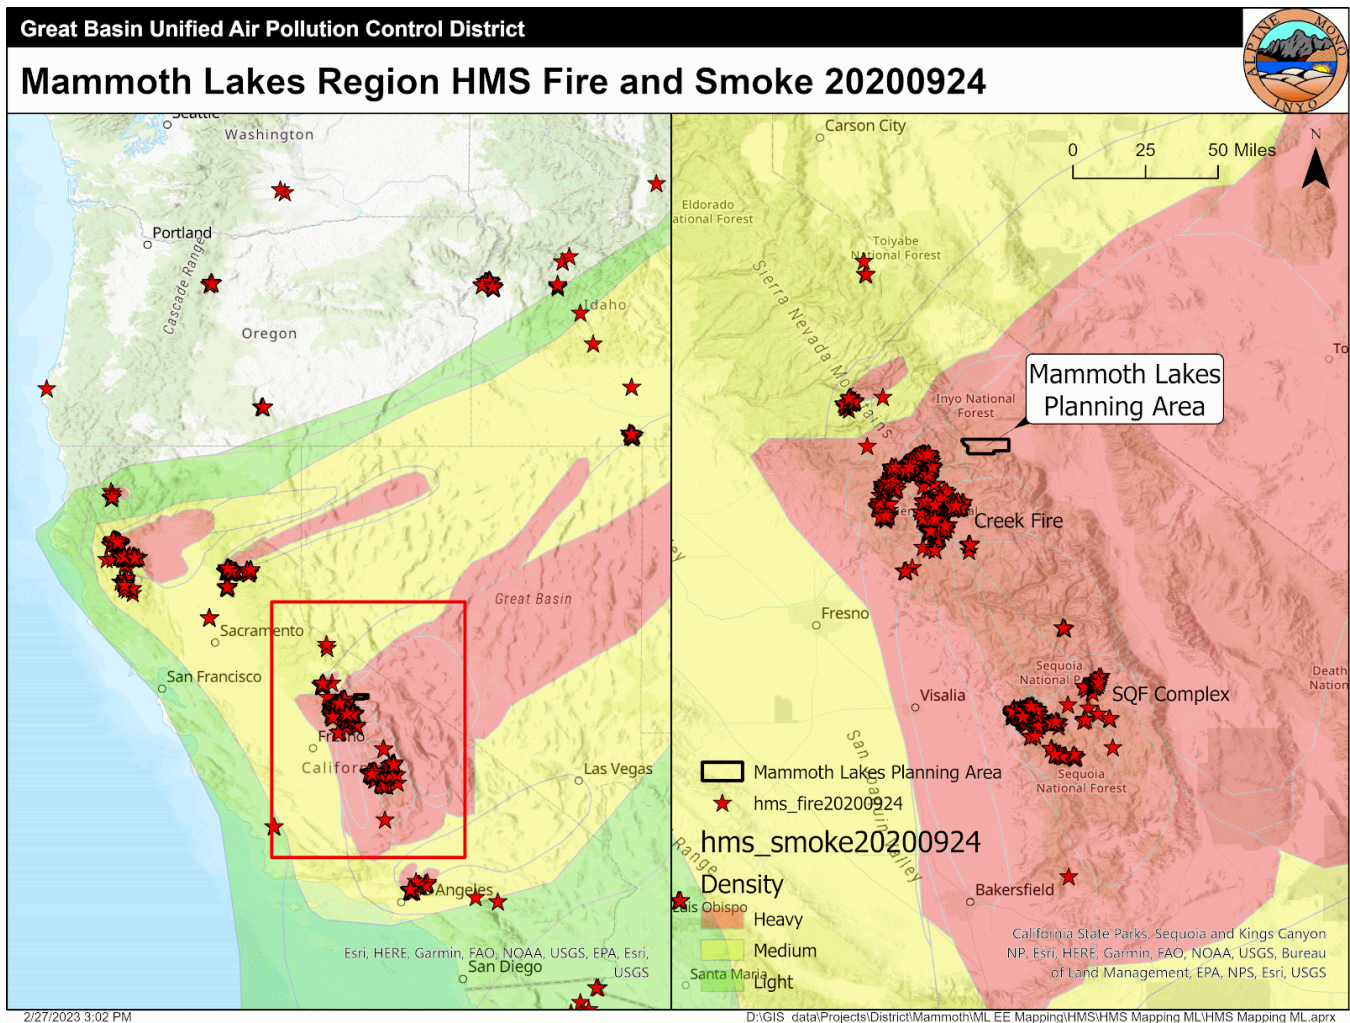 Great Basin Unified Air Pollution Control District
ALPINE MONO INYO
Mammoth Lakes Region HMS Fire and Smoke 20200924
Seattle
Washington
Portland
Cascade Range
Oregon
Idaho
Great Basin
Sacramento
San Francisco
Fresno
California
Las Vegas
Angeles
San Diego
Esri, HERE, Garmin, FAO, NOAA, USGS, EPA, Esri,
USGS
Carson City
0 25 50 Miles
N
Eldorado
ational Forest
Toiyabe
National Forest
Sierra Nevada Mountains
To
Mammoth Lakes
Planning Area
Inyo National
Forest
Creek Fire
ey
Fresno
Sequoia
National P
SQF Complex
Death
Nation
Visalia
San Joaquin Valley
Sequoia
National Forest
Mammoth Lakes Planning Area
hms_fire20200924
hms_smoke20200924
Range
Density
Bakersfield
Luis Obispo
Heavy
Medium
Santa Maria
Light
California State Parks, Sequoia and Kings Canyon
NP, Esri, HERE, Garmin, FAO, NOAA, USGS, Bureau
of Land Management, EPA, NPS, Esri, USGS
2/27/2023 3:02 PM
D:\GIS_data\Projects\District\Mammoth\ML EE Mapping\HMS\HMS Mapping ML\HMS Mapping ML.aprx